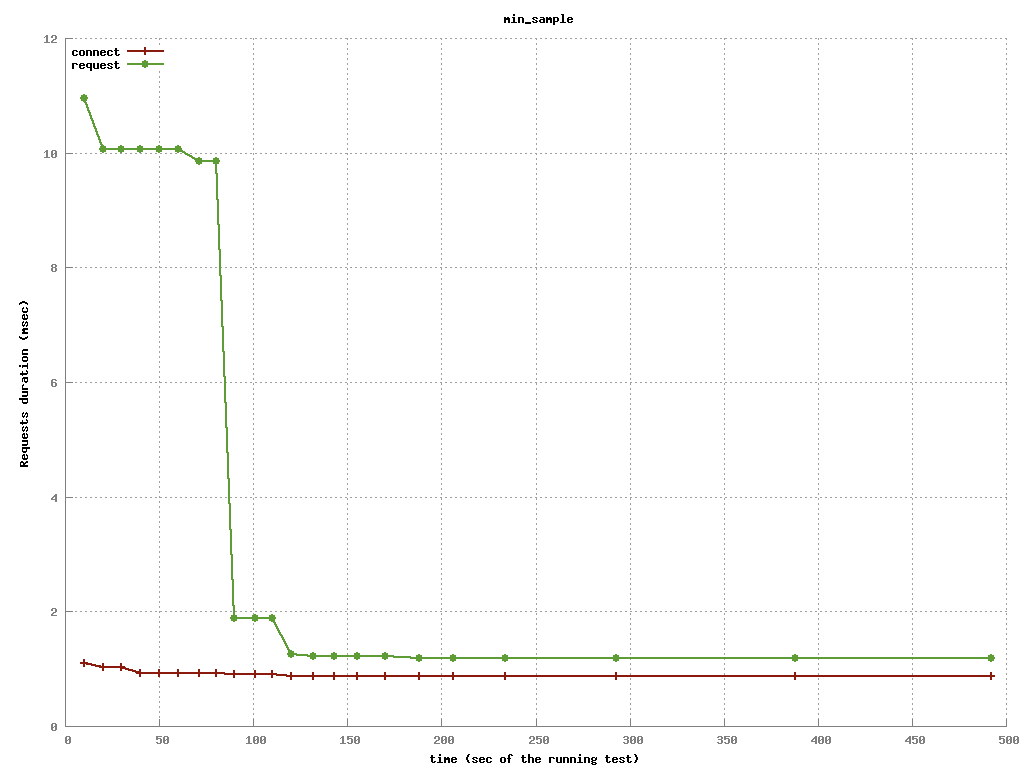 min_sample
12
connect
request
10
8
6
4
2
0
Requests duration (msec)
0 50 100 150 200 250 300 350 400 450 500
time (sec of the running test)